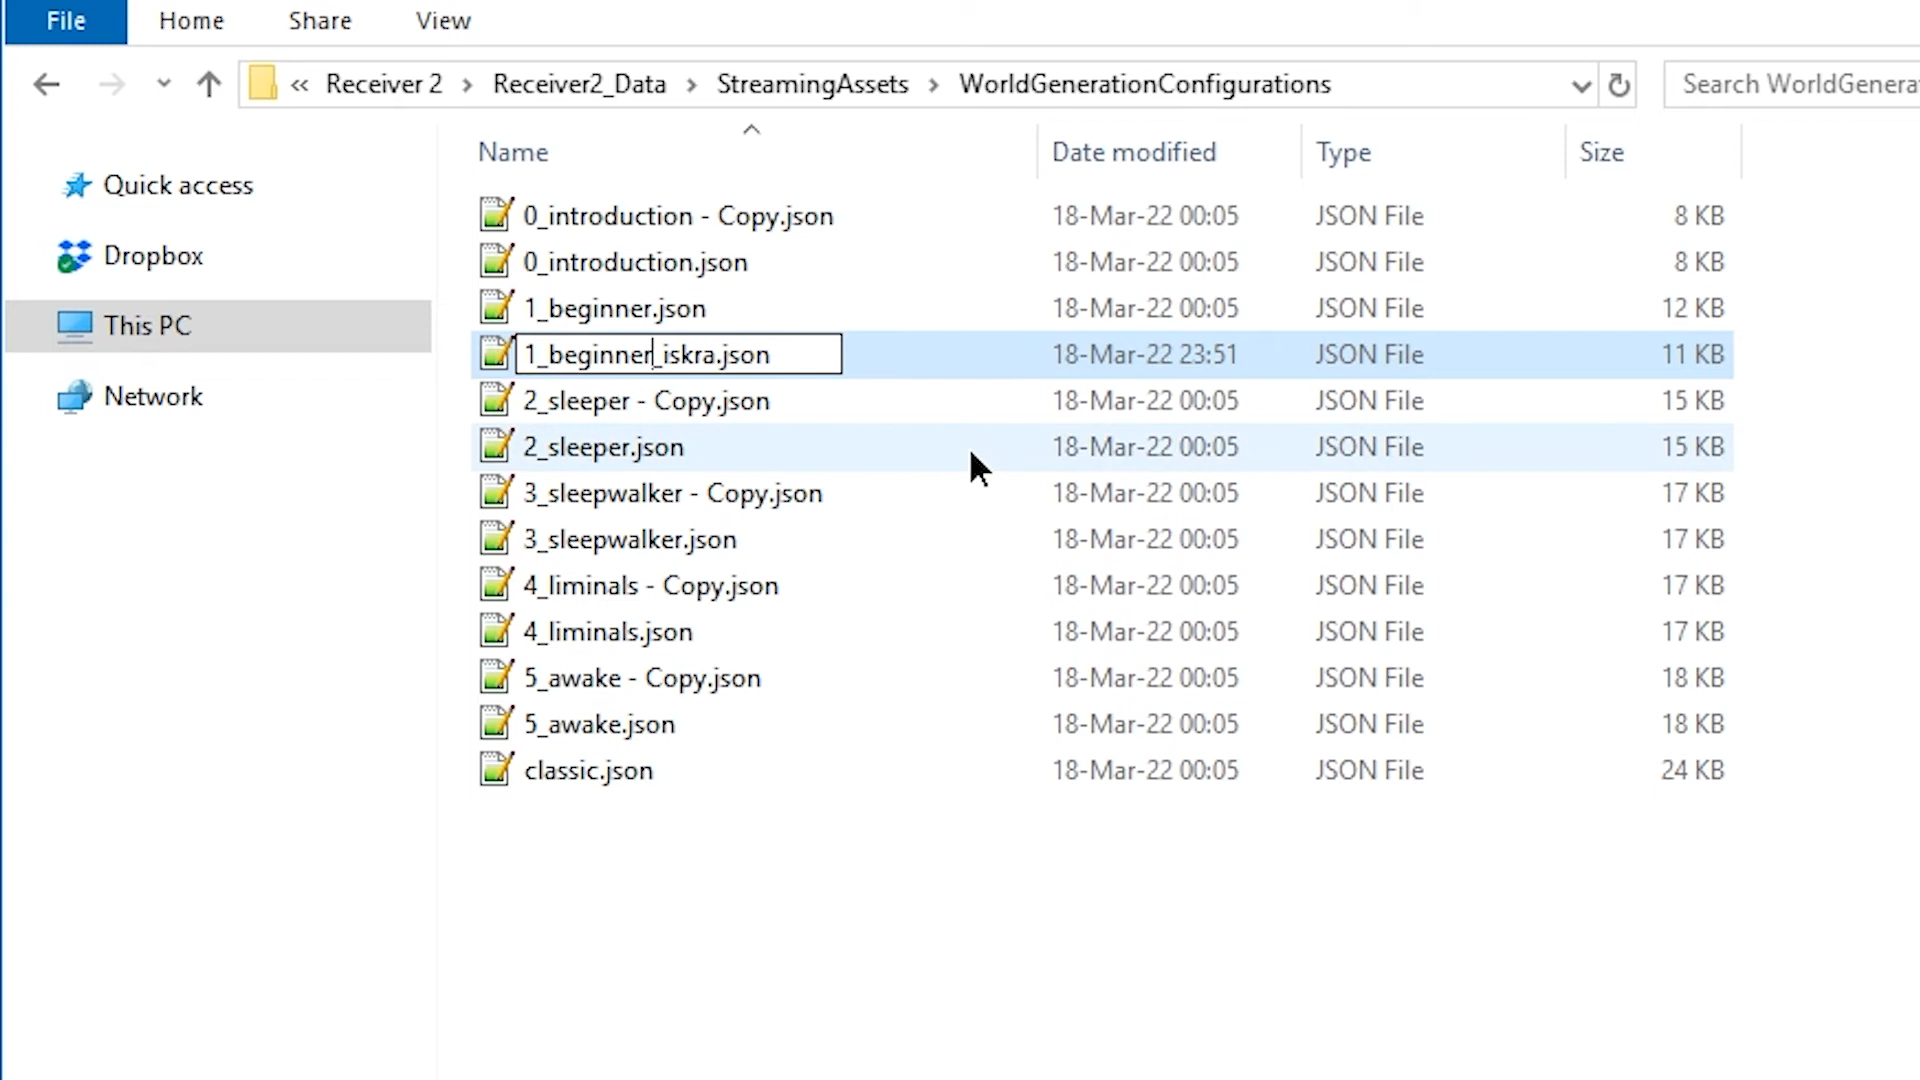 File Home Share View
« Receiver 2 > Receiver2_Data > StreamingAssets > WorldGenerationConfigurations Search WorldGenera
Name Date modified Type Size
Quick access
Dropbox
This PC
Network
0_introduction - Copy.json 18-Mar-22 00:05 JSON File 8 KB
0_introduction.json 18-Mar-22 00:05 JSON File 8 KB
1_beginner.json 18-Mar-22 00:05 JSON File 12 KB
1_beginner_iskra.json 18-Mar-22 23:51 JSON File 11 KB
2_sleeper - Copy.json 18-Mar-22 00:05 JSON File 15 KB
2_sleeper.json 18-Mar-22 00:05 JSON File 15 KB
3_sleepwalker - Copy.json 18-Mar-22 00:05 JSON File 17 KB
3_sleepwalker.json 18-Mar-22 00:05 JSON File 17 KB
4_liminals - Copy.json 18-Mar-22 00:05 JSON File 17 KB
4_liminals.json 18-Mar-22 00:05 JSON File 17 KB
5_awake - Copy.json 18-Mar-22 00:05 JSON File 18 KB
5_awake.json 18-Mar-22 00:05 JSON File 18 KB
classic.json 18-Mar-22 00:05 JSON File 24 KB